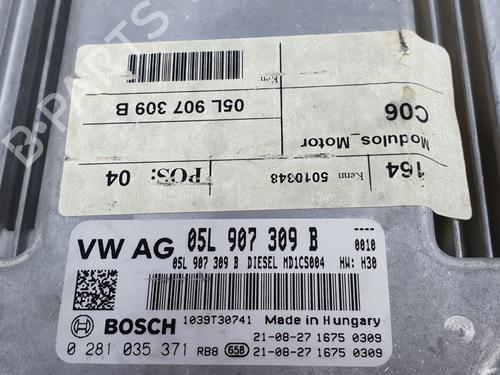 Kenn
05L 907 309 B
C06
Modulos_Motor
POS: 04
Kenn 5010348
164
VW AG 05L 907 309 B 0010
05L 907 309 B DIESEL MD1CS004 HW: H30
BOSCH 1039T30741 Made in Hungary
21-08-27 1675 0309
0 281 035 371 RB8 65B 21-08-27 1675 0309
B-PARTS